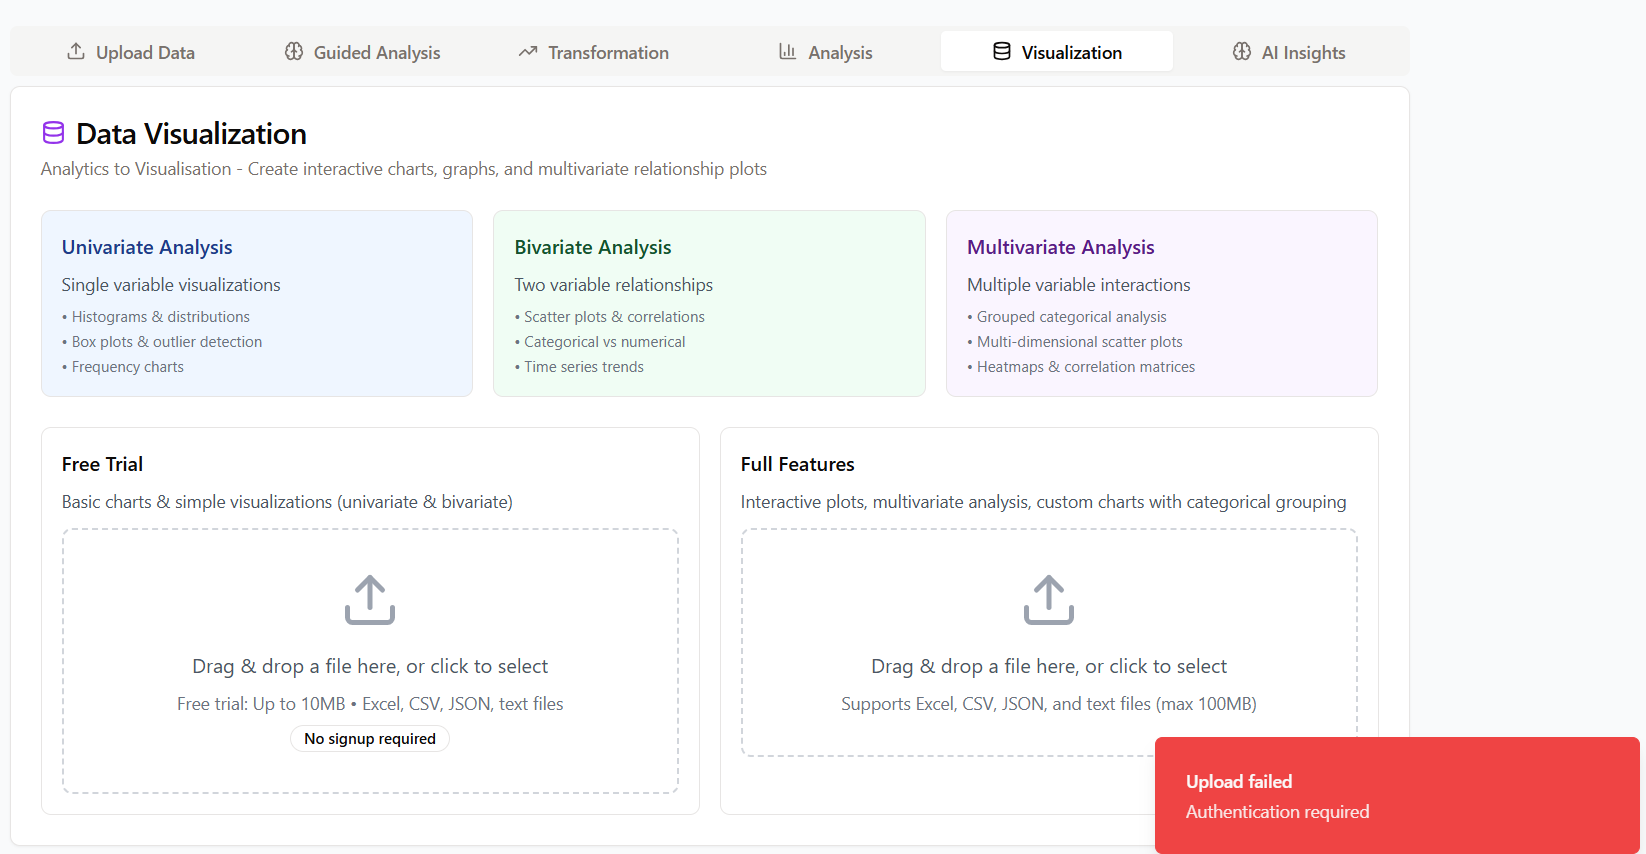 Upload Data
Guided Analysis
Transformation
Analysis
Visualization
AI Insights
Data Visualization
Analytics to Visualisation - Create interactive charts, graphs, and multivariate relationship plots
Univariate Analysis
Single variable visualizations
• Histograms & distributions
• Box plots & outlier detection
• Frequency charts
Bivariate Analysis
Two variable relationships
• Scatter plots & correlations
• Categorical vs numerical
• Time series trends
Multivariate Analysis
Multiple variable interactions
• Grouped categorical analysis
• Multi-dimensional scatter plots
• Heatmaps & correlation matrices
Free Trial
Basic charts & simple visualizations (univariate & bivariate)
Drag & drop a file here, or click to select
Free trial: Up to 10MB • Excel, CSV, JSON, text files
No signup required
Full Features
Interactive plots, multivariate analysis, custom charts with categorical grouping
Drag & drop a file here, or click to select
Supports Excel, CSV, JSON, and text files (max 100MB)
Upload failed
Authentication required